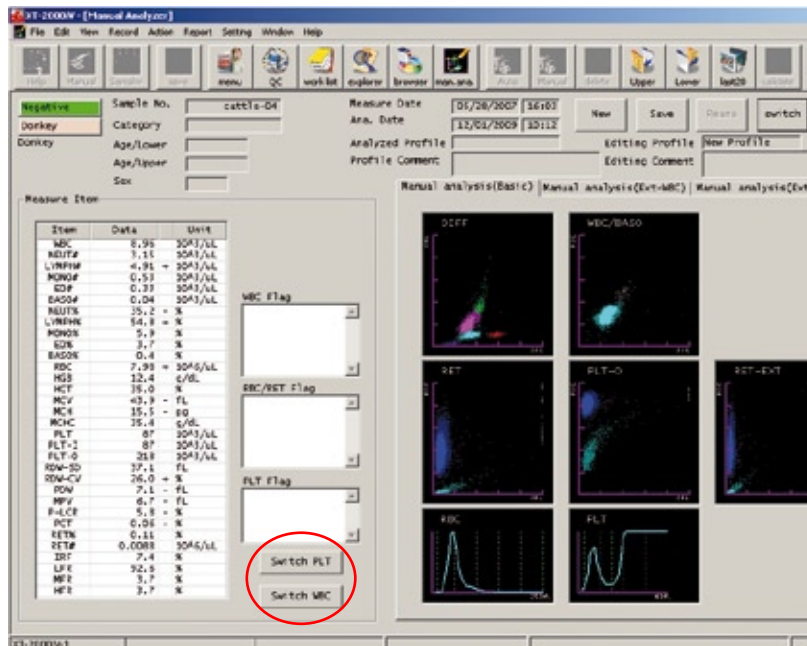 XT-2000iV - [Manual Analyzer]
File Edit View Record Action Report Setting Window Help
Help Manual Sampler save menu QC work list explorer browser man.ana. Auto Manual delete Upper Lower last20 validate
Negative
Donkey
Donkey
Sample No. cattle-04
Category
Age/Lower
Age/Upper
Sex
Measure Date 05/28/2007 16:03
Ana. Date 12/01/2009 10:12
Analyzed Profile
Profile Comment
New Save Reana switch
Editing Profile New Profile
Editing Comment
Measure Item
Item Data Unit
WBC 8.96 10^3/uL
NEUT# 3.15 10^3/uL
LYMPH# 4.91 + 10^3/uL
MONO# 0.53 10^3/uL
EO# 0.33 10^3/uL
BASO# 0.04 10^3/uL
NEUT% 35.2 - %
LYMPH% 54.8 + %
MONO% 5.9 %
EO% 3.7 %
BASO% 0.4 %
RBC 7.98 + 10^6/uL
HGB 12.4 g/dL
HCT 35.0 %
MCV 43.9 - fL
MCH 15.5 - pg
MCHC 35.4 g/dL
PLT 87 10^3/uL
PLT-I 87 10^3/uL
PLT-O 218 10^3/uL
RDW-SD 37.1 fL
RDW-CV 26.0 + %
PDW 7.1 - fL
MPV 6.7 - fL
P-LCR 5.8 - %
PCT 0.06 - %
RET% 0.11 %
RET# 0.0088 10^6/uL
IRF 7.4 %
LFR 92.6 %
MFR 3.7 %
HFR 3.7 %
WBC Flag
RBC/RET Flag
PLT Flag
Switch PLT
Switch WBC
Manual analysis(Basic) Manual analysis(Ext-WBC) Manual analysis(Ext
DIFF
WBC/BASO
RET
PLT-O
RET-EXT
RBC
PLT